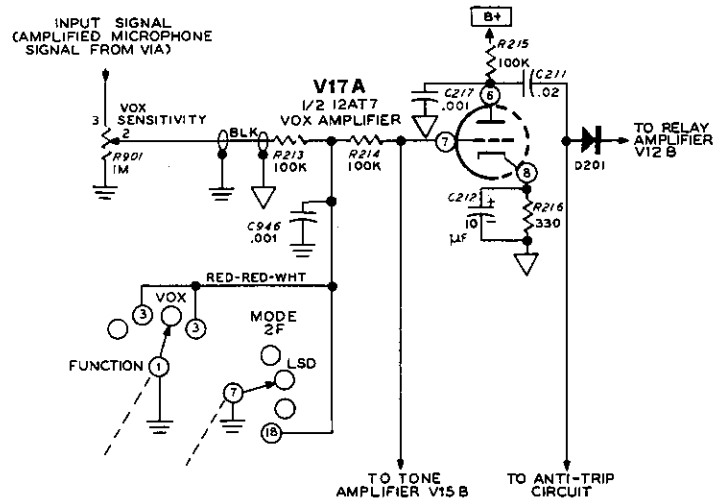 INPUT SIGNAL
(AMPLIFIED MICROPHONE
SIGNAL FROM V1A)
B+
R215
100K
C211
.02
C217
.001
6
V17A
1/2 12AT7
VOX AMPLIFIER
3
VOX
SENSITIVITY
2
R901
1M
BLK
R213
100K
R214
100K
7
8
D201
TO RELAY
AMPLIFIER
V12B
C212
10
µF
+
–
R216
330
C946
.001
RED-RED-WHT
3
VOX
3
MODE
2F
FUNCTION
1
LSD
7
18
TO TONE
AMPLIFIER V15B
TO ANTI-TRIP
CIRCUIT